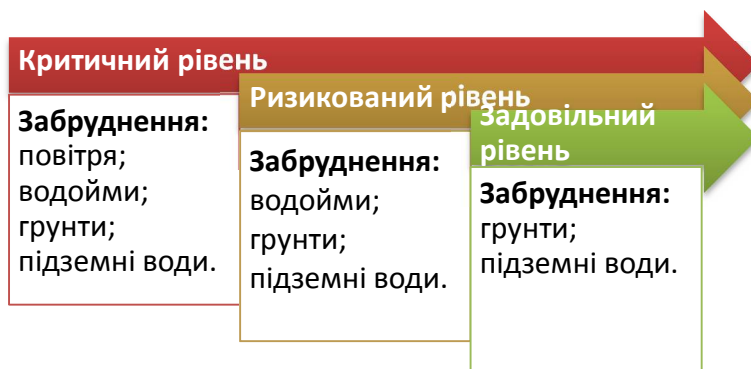 Критичний рівень
Забруднення:
повітря;
водойми;
грунти;
підземні води.
Ризикований рівень
Забруднення:
водойми;
грунти;
підземні води.
Задовільний
рівень
Забруднення:
грунти;
підземні води.